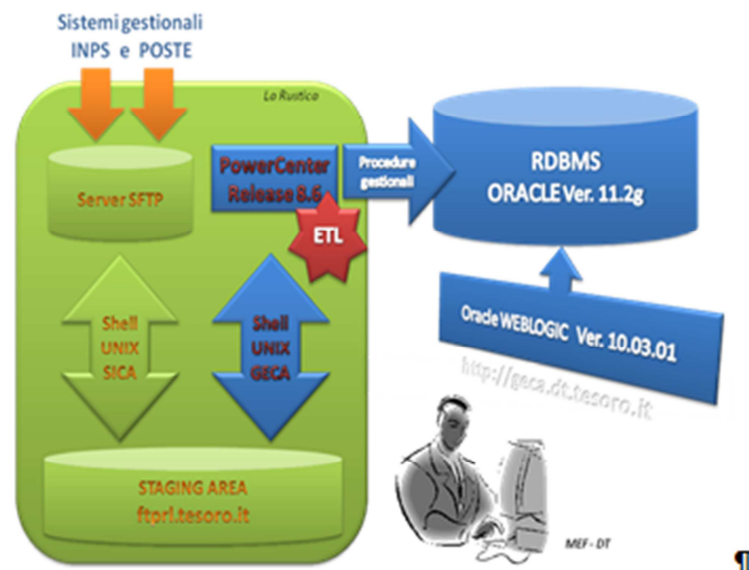 Sistemi gestionali
INPS e POSTE
La Rustica
Server SFTP
PowerCenter
Release 8.6
ETL
Procedure
gestionali
RDBMS
ORACLE Ver. 11.2g
Shell
UNIX
SICA
Shell
UNIX
GECA
Oracle WEBLOGIC Ver. 10.03.01
http://geca.dt.tesoro.it
STAGING AREA
ftprl.tesoro.it
MEF - DT
¶